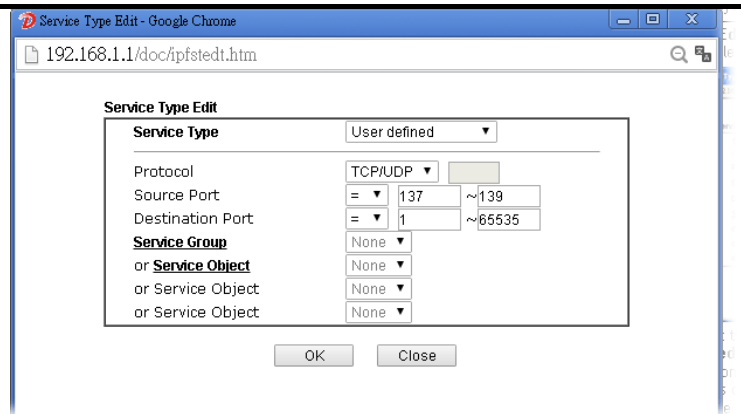 Service Type Edit - Google Chrome
192.168.1.1/doc/ipfstedt.htm
Service Type Edit
Service Type User defined
Protocol TCP/UDP
Source Port = 137 ~ 139
Destination Port = 1 ~ 65535
Service Group None
or Service Object None
or Service Object None
or Service Object None
OK Close